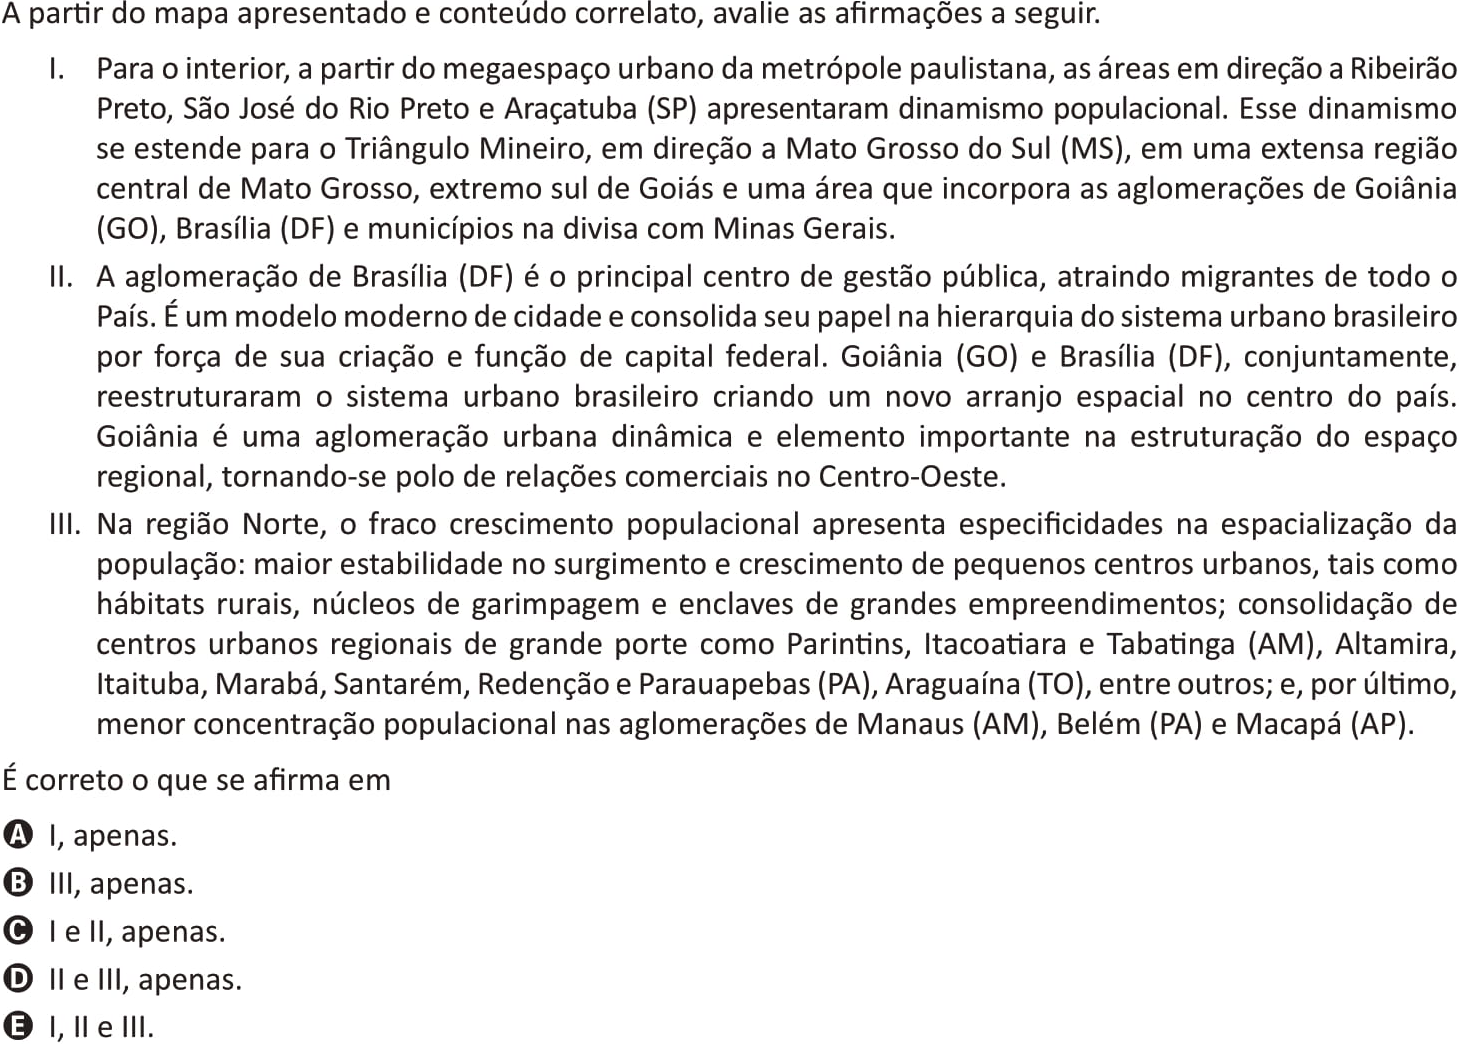 A partir do mapa apresentado e conteúdo correlato, avalie as afirmações a seguir.
I. Para o interior, a partir do megaespaço urbano da metrópole paulistana, as áreas em direção a Ribeirão
Preto, São José do Rio Preto e Araçatuba (SP) apresentaram dinamismo populacional. Esse dinamismo
se estende para o Triângulo Mineiro, em direção a Mato Grosso do Sul (MS), em uma extensa região
central de Mato Grosso, extremo sul de Goiás e uma área que incorpora as aglomerações de Goiânia
(GO), Brasília (DF) e municípios na divisa com Minas Gerais.
II. A aglomeração de Brasília (DF) é o principal centro de gestão pública, atraindo migrantes de todo o
País. É um modelo moderno de cidade e consolida seu papel na hierarquia do sistema urbano brasileiro
por força de sua criação e função de capital federal. Goiânia (GO) e Brasília (DF), conjuntamente,
reestruturaram o sistema urbano brasileiro criando um novo arranjo espacial no centro do país.
Goiânia é uma aglomeração urbana dinâmica e elemento importante na estruturação do espaço
regional, tornando-se polo de relações comerciais no Centro-Oeste.
III. Na região Norte, o fraco crescimento populacional apresenta especificidades na espacialização da
população: maior estabilidade no surgimento e crescimento de pequenos centros urbanos, tais como
hábitats rurais, núcleos de garimpagem e enclaves de grandes empreendimentos; consolidação de
centros urbanos regionais de grande porte como Parintins, Itacoatiara e Tabatinga (AM), Altamira,
Itaituba, Marabá, Santarém, Redenção e Parauapebas (PA), Araguaína (TO), entre outros; e, por último,
menor concentração populacional nas aglomerações de Manaus (AM), Belém (PA) e Macapá (AP).
É correto o que se afirma em
A I, apenas.
B III, apenas.
C I e II, apenas.
D II e III, apenas.
E I, II e III.